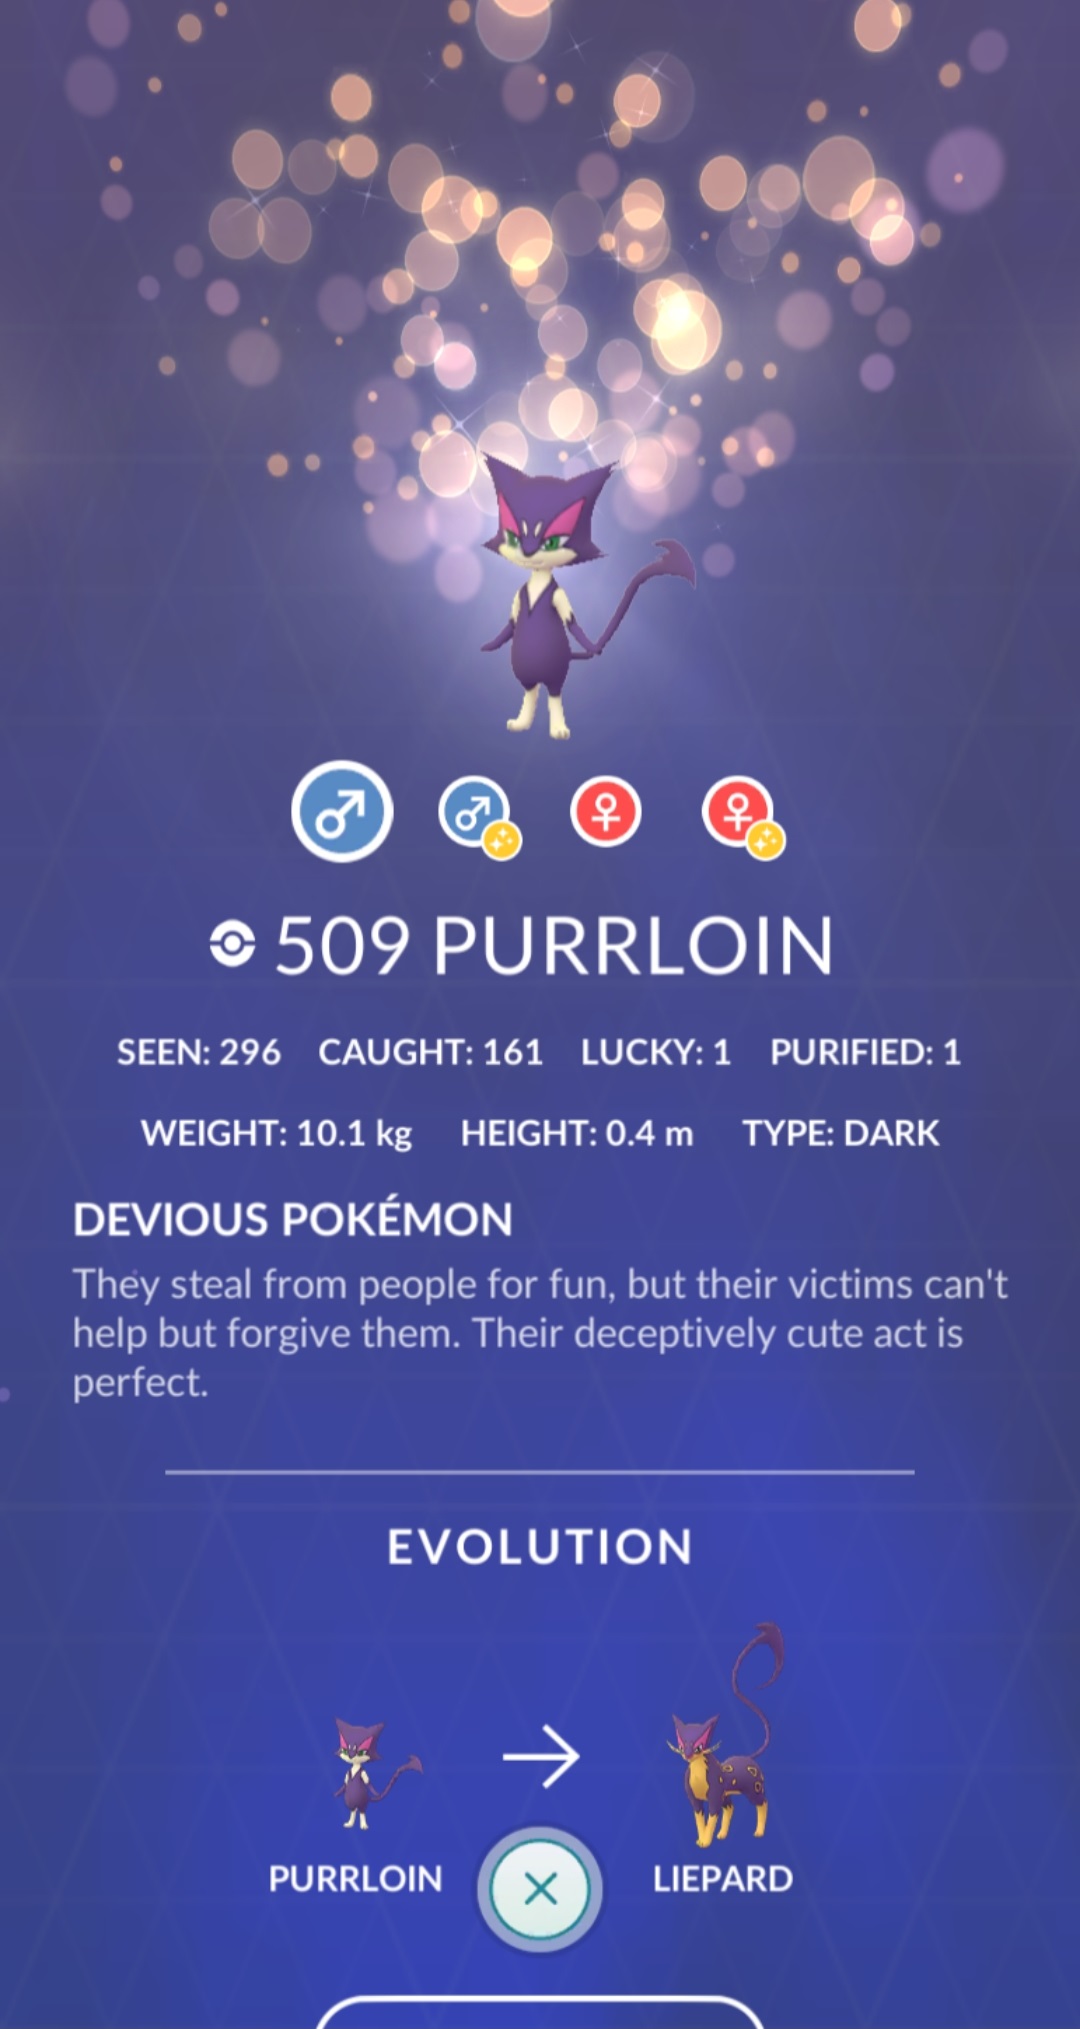 509 PURRLOIN
SEEN: 296 CAUGHT: 161 LUCKY: 1 PURIFIED: 1
WEIGHT: 10.1 kg HEIGHT: 0.4 m TYPE: DARK
DEVIOUS POKÉMON
They steal from people for fun, but their victims can't
help but forgive them. Their deceptively cute act is
perfect.
EVOLUTION
PURRLOIN LIEPARD